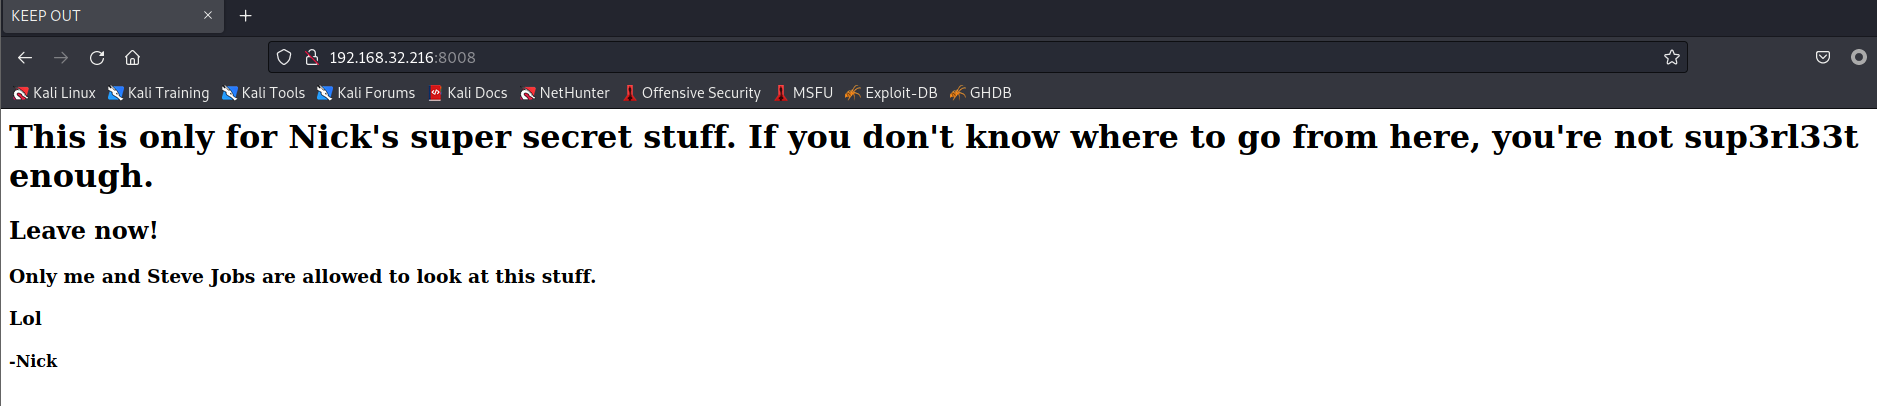 KEEP OUT
192.168.32.216:8008
Kali Linux Kali Training Kali Tools Kali Forums Kali Docs NetHunter Offensive Security MSFU Exploit-DB GHDB
This is only for Nick's super secret stuff. If you don't know where to go from here, you're not sup3rl33t
enough.
Leave now!
Only me and Steve Jobs are allowed to look at this stuff.
Lol
-Nick